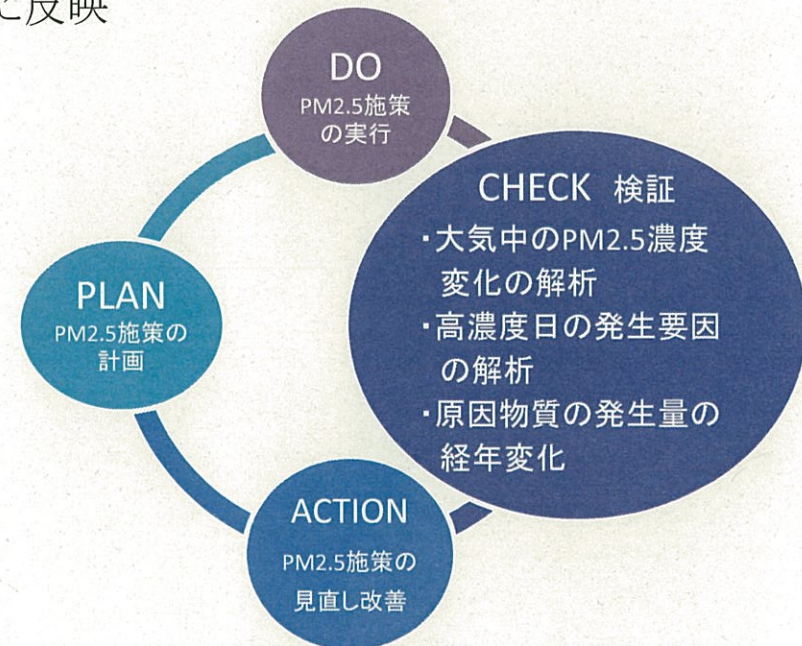 に反映
DO
PM2.5施策
の実行
CHECK 検証
・大気中のPM2.5濃度
変化の解析
・高濃度日の発生要因
の解析
・原因物質の発生量の
経年変化
PLAN
PM2.5施策の
計画
ACTION
PM2.5施策の
見直し改善